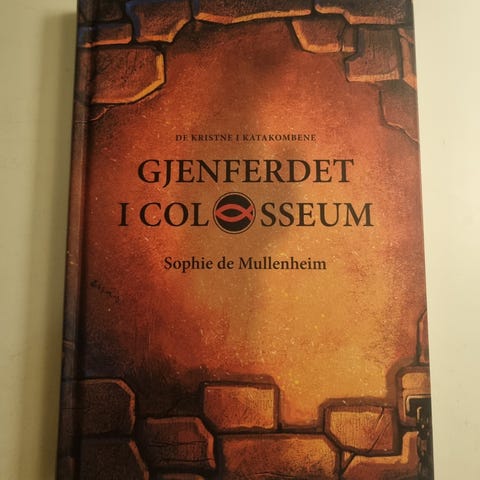 DE KRISTNE I KATAKOMBENE
GJENFERDET
I COLOSSEUM
Sophie de Mullenheim